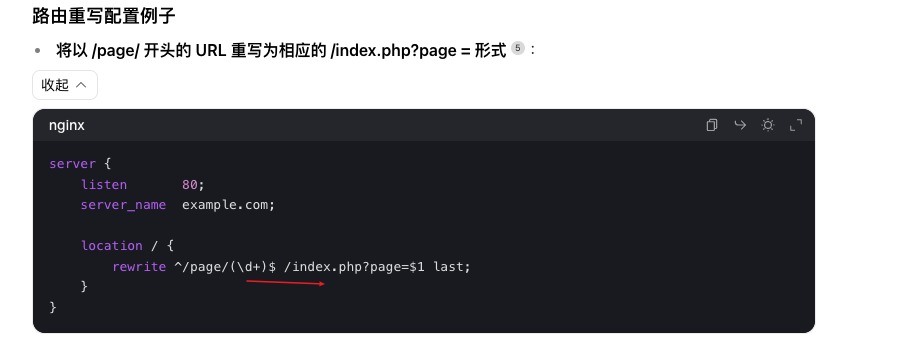 路由重写配置例子
将以 /page/ 开头的 URL 重写为相应的 /index.php?page = 形式 5 :
收起
nginx
server {
    listen       80;
    server_name  example.com;
    location / {
        rewrite ^/page/(\d+)$ /index.php?page=$1 last;
    }
}